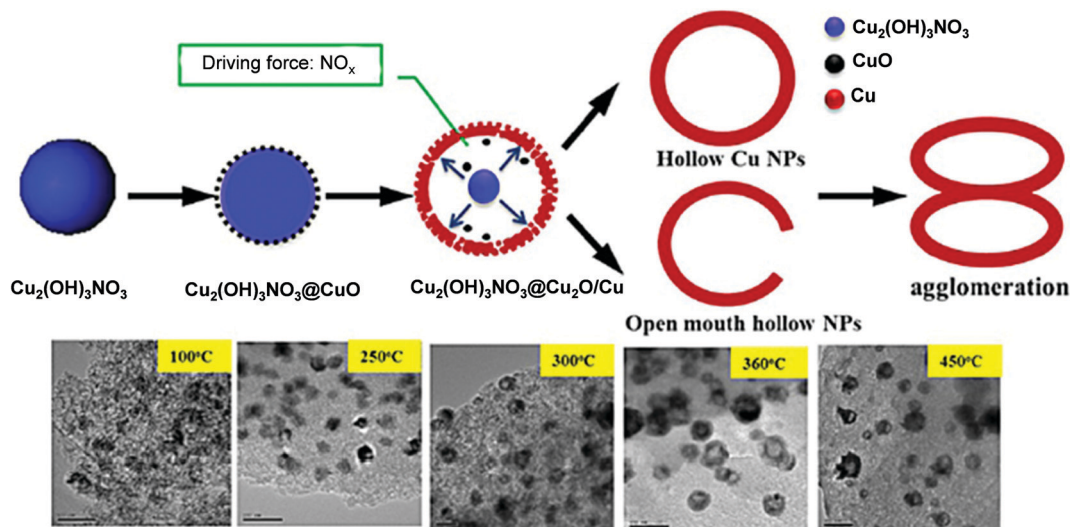 Driving force: NOₓ
Cu₂(OH)₃NO₃
CuO
Cu
Hollow Cu NPs
Cu₂(OH)₃NO₃
Cu₂(OH)₃NO₃@CuO
Cu₂(OH)₃NO₃@Cu₂O/Cu
agglomeration
Open mouth hollow NPs
100°C
250°C
300°C
360°C
450°C